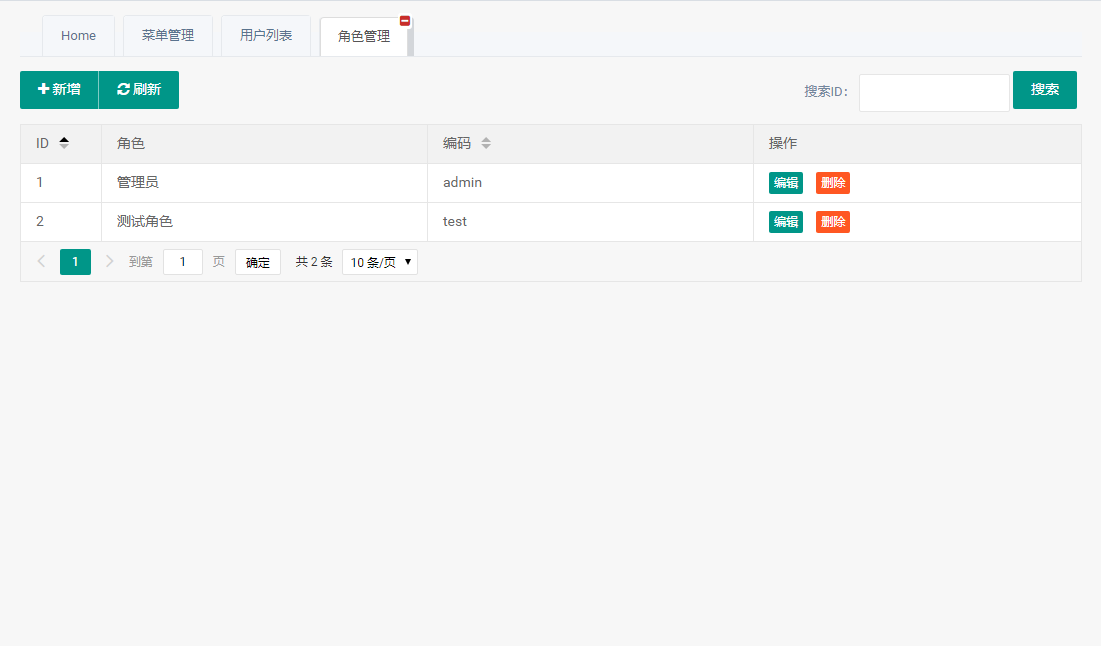 Home 菜单管理 用户列表 角色管理
新增 刷新 搜索ID： 搜索
ID 角色 编码 操作
1 管理员 admin 编辑 删除
2 测试角色 test 编辑 删除
1 到第 1 页 确定 共 2 条 10 条/页